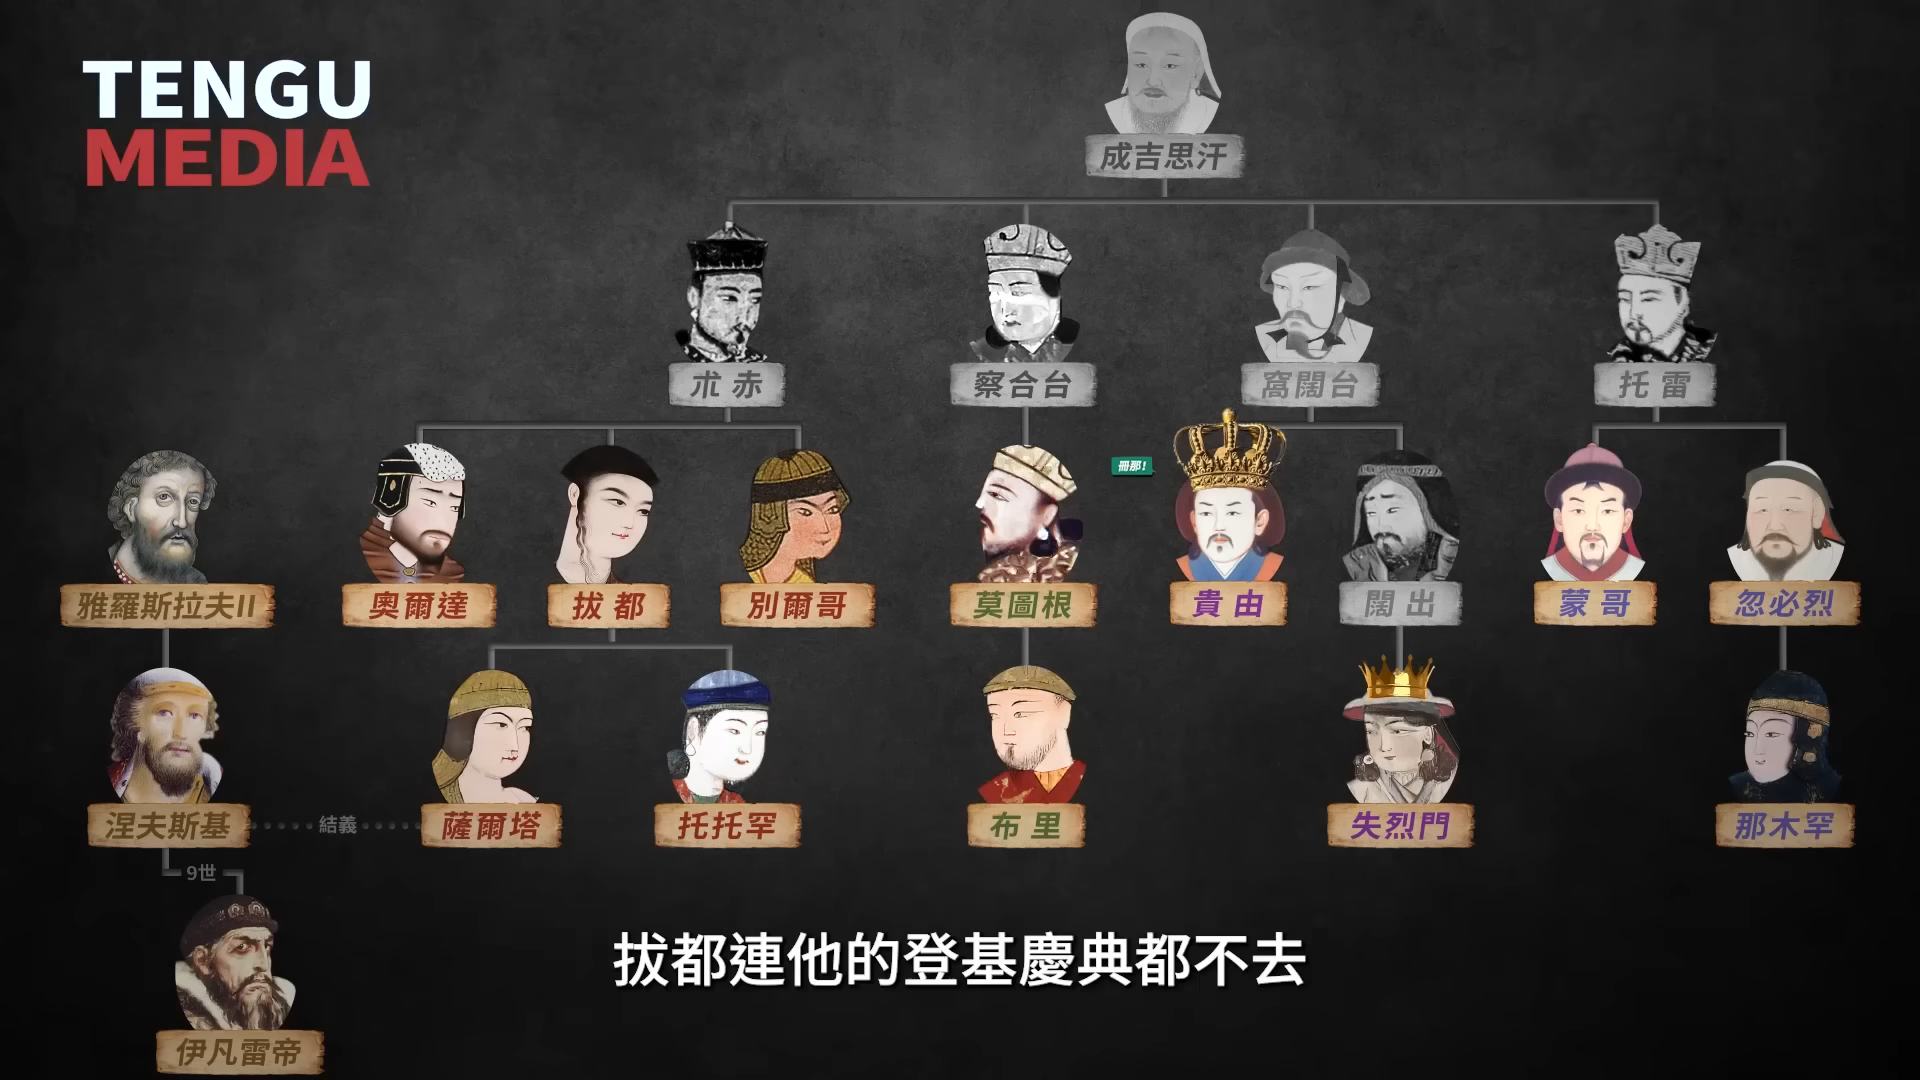 TENGU
MEDIA
成吉思汗
朮赤
察合台
窩闊台
托雷
冊那!
雅羅斯拉夫II
奧爾達
拔都
別爾哥
莫圖根
貴由
闊出
蒙哥
忽必烈
涅夫斯基
結義
薩爾塔
托托罕
布里
失烈門
那木罕
9世
拔都連他的登基慶典都不去
伊凡雷帝